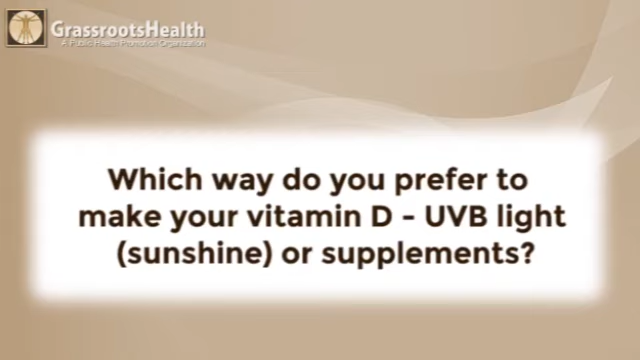 GrassrootsHealth
A Public Health Promotion Organization
Which way do you prefer to
make your vitamin D - UVB light
(sunshine) or supplements?